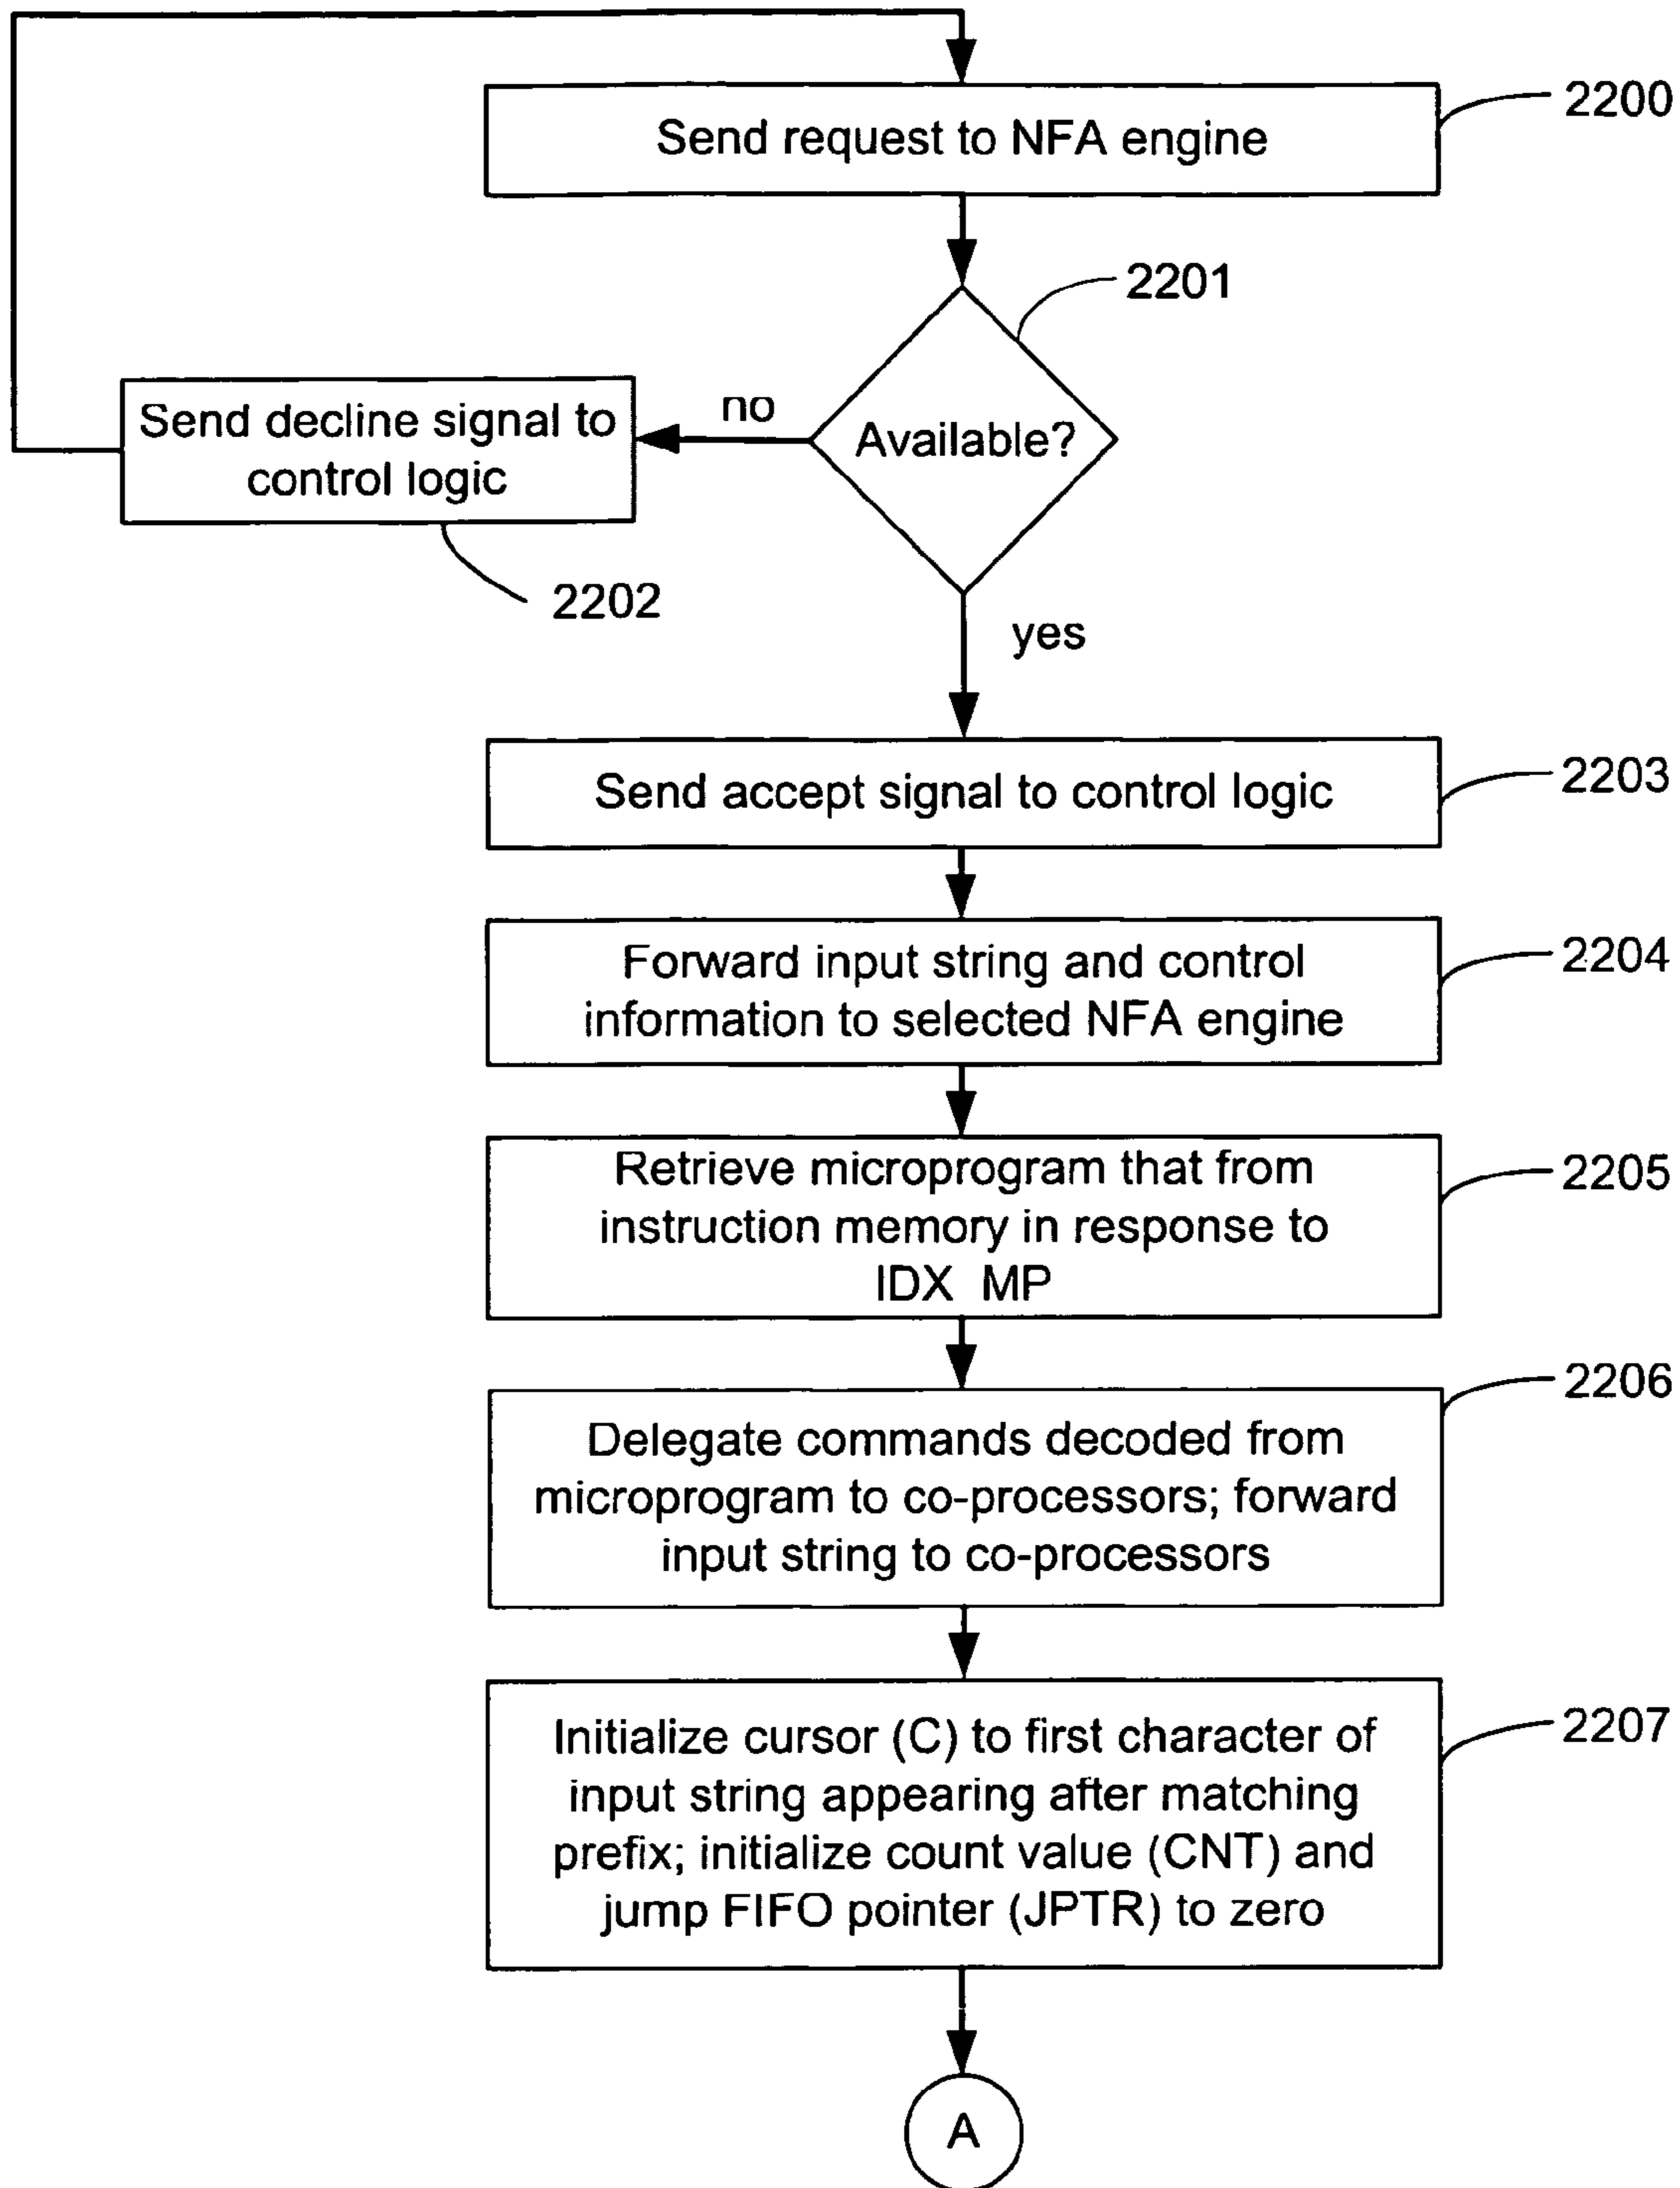 Send request to NFA engine
2200
2201
Available?
no
Send decline signal to
control logic
2202
yes
Send accept signal to control logic
2203
Forward input string and control
information to selected NFA engine
2204
Retrieve microprogram that from
instruction memory in response to
IDX MP
2205
Delegate commands decoded from
microprogram to co-processors; forward
input string to co-processors
2206
Initialize cursor (C) to first character of
input string appearing after matching
prefix; initialize count value (CNT) and
jump FIFO pointer (JPTR) to zero
2207
A